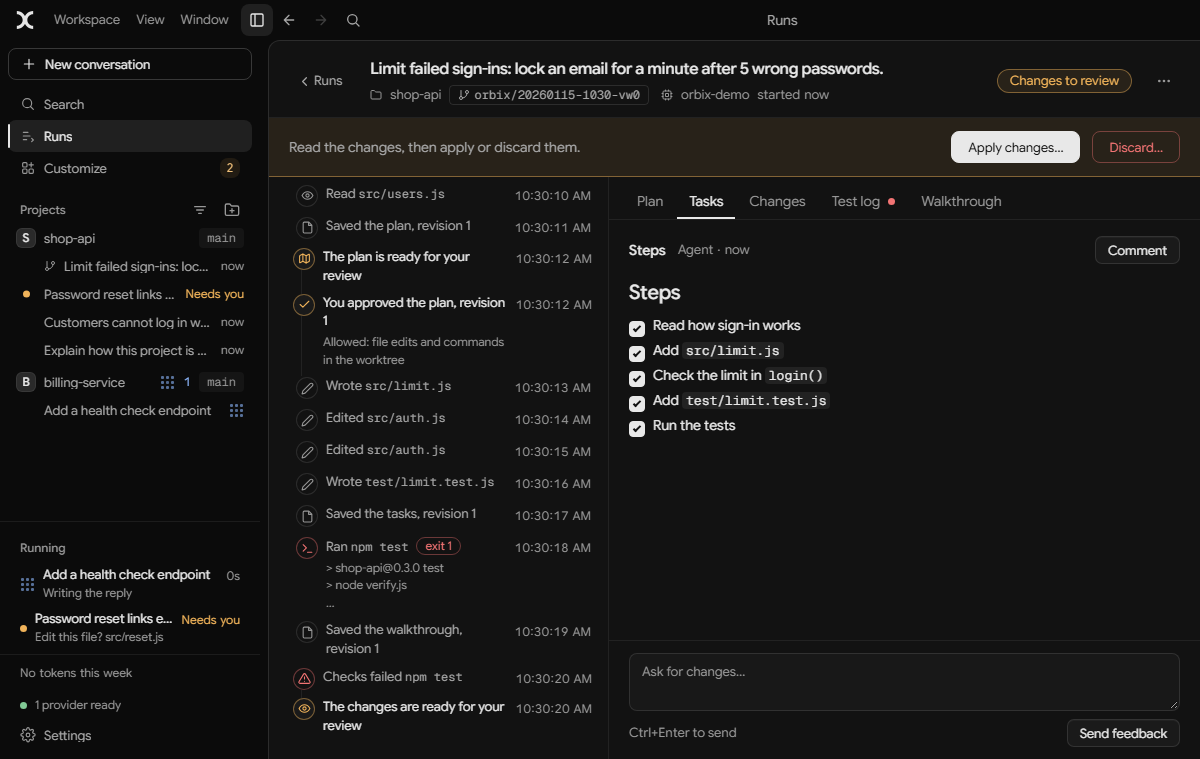 Workspace View Window
Runs
New conversation
Search
Runs
Customize 2
Projects
S shop-api main
Limit failed sign-ins: loc... now
Password reset links ... Needs you
Customers cannot log in w... now
Explain how this project is ... now
B billing-service 1 main
Add a health check endpoint
Running
Add a health check endpoint 0s
Writing the reply
Password reset links e... Needs you
Edit this file? src/reset.js
No tokens this week
1 provider ready
Settings
Runs
Limit failed sign-ins: lock an email for a minute after 5 wrong passwords.
shop-api orbix/20260115-1030-vw0 orbix-demo started now
Changes to review
Read the changes, then apply or discard them.
Apply changes...
Discard...
Read src/users.js 10:30:10 AM
Saved the plan, revision 1 10:30:11 AM
The plan is ready for your 10:30:12 AM
review
You approved the plan, revision 10:30:12 AM
1
Allowed: file edits and commands
in the worktree
Wrote src/limit.js 10:30:13 AM
Edited src/auth.js 10:30:14 AM
Edited src/auth.js 10:30:15 AM
Wrote test/limit.test.js 10:30:16 AM
Saved the tasks, revision 1 10:30:17 AM
Ran npm test exit 1 10:30:18 AM
> shop-api@0.3.0 test
> node verify.js
...
Saved the walkthrough, 10:30:19 AM
revision 1
Checks failed npm test 10:30:20 AM
The changes are ready for your 10:30:20 AM
review
Plan Tasks Changes Test log Walkthrough
Steps Agent · now
Comment
Steps
Read how sign-in works
Add src/limit.js
Check the limit in login()
Add test/limit.test.js
Run the tests
Ask for changes...
Ctrl+Enter to send
Send feedback